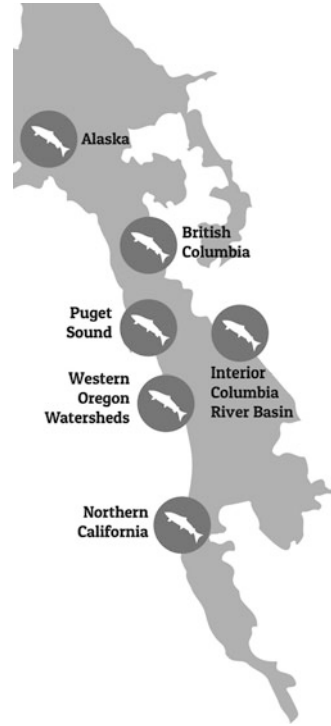 Alaska
British
Columbia
Puget
Sound
Interior
Columbia
River Basin
Western
Oregon
Watersheds
Northern
California